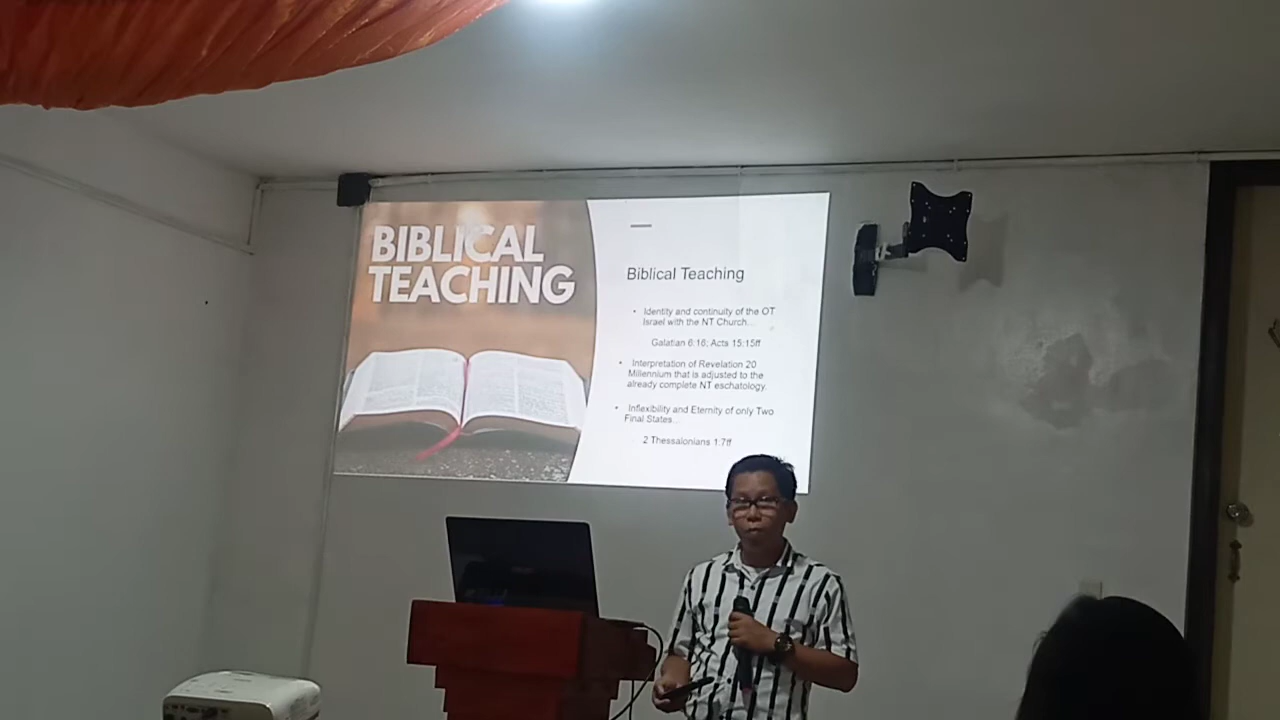 BIBLICAL
TEACHING
Biblical Teaching
• Identity and continuity of the OT
Israel with the NT Church...
Galatian 6:16; Acts 15:15ff
• Interpretation of Revelation 20
Millennium that is adjusted to the
already complete NT eschatology.
• Inflexibility and Eternity of only Two
Final States...
2 Thessalonians 1:7ff